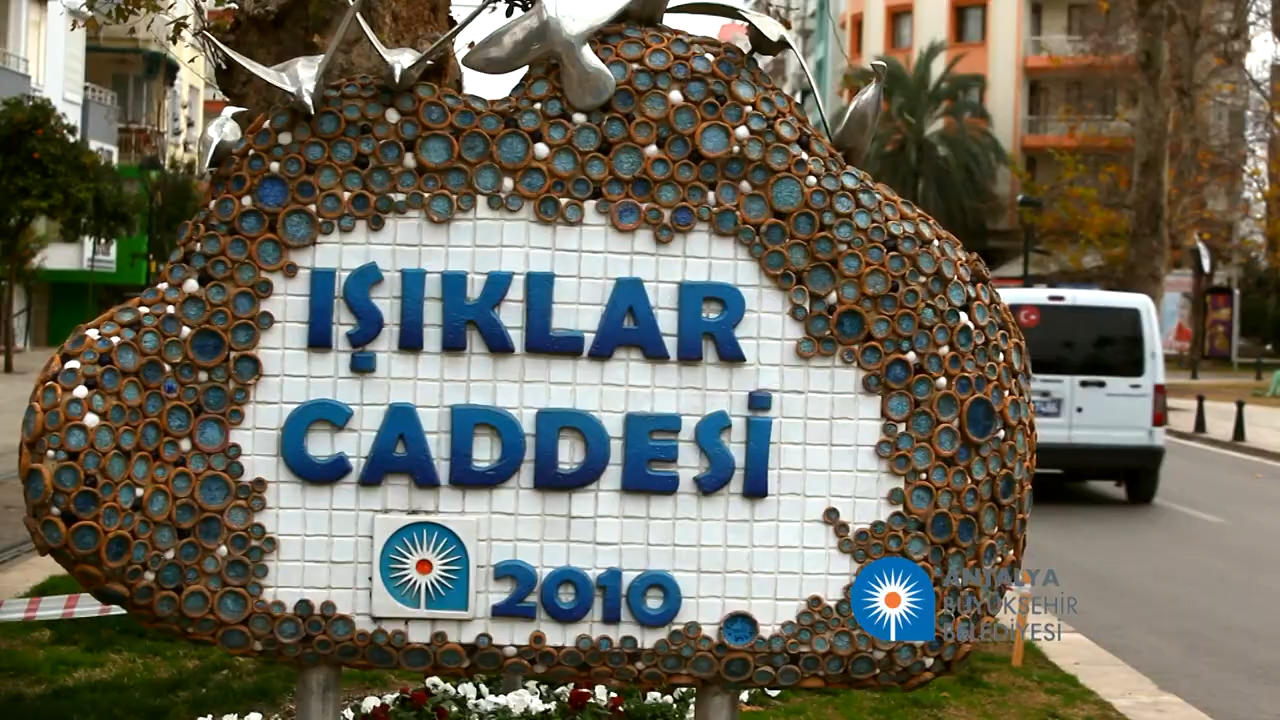 IŞIKLAR
CADDESİ
2010
ANTALYA
BÜYÜKŞEHİR
BELEDİYESİ